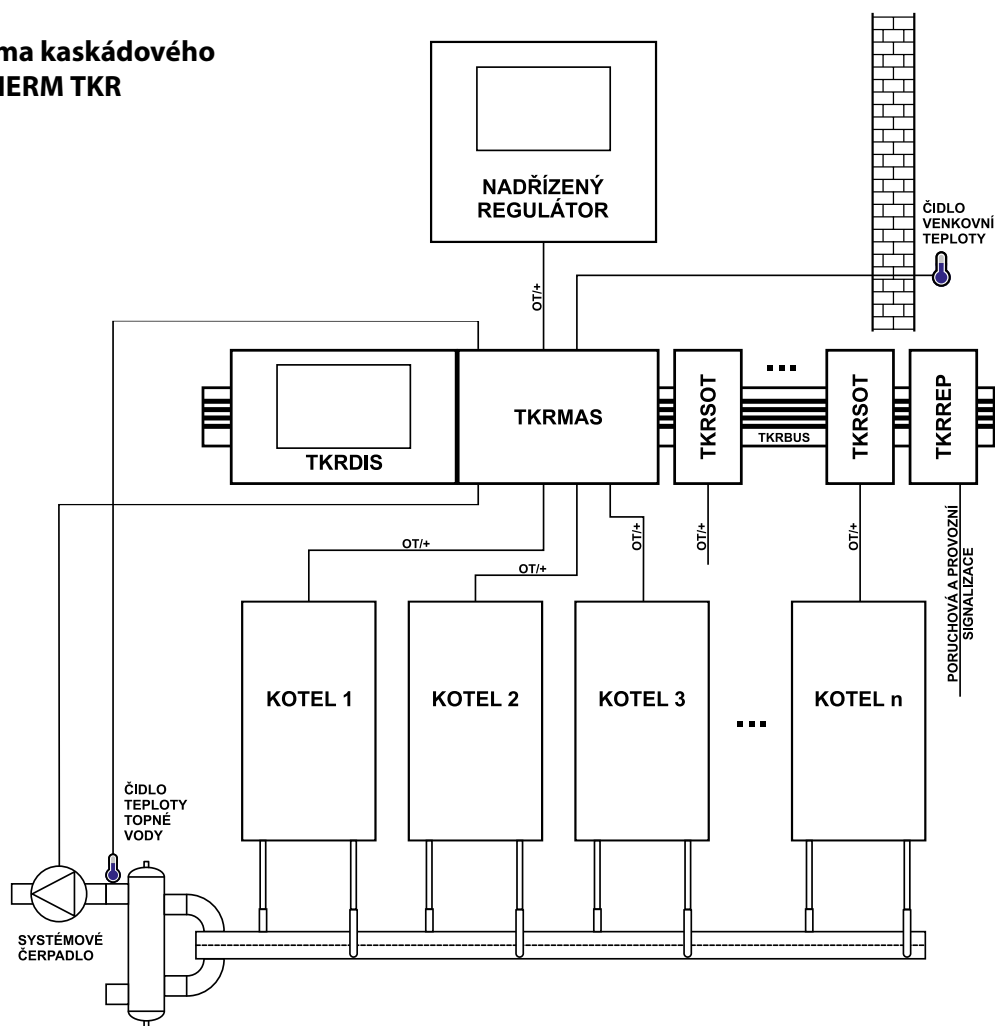 ma kaskádového
HERM TKR
NADŘÍZENÝ
REGULÁTOR
ČIDLO
VENKOVNÍ
TEPLOTY
OT/+
TKRDIS
TKRMAS
TKRSOT
...
TKRBUS
TKRSOT
TKRREP
OT/+
OT/+
OT/+
OT/+
OT/+
PORUCHOVÁ A PROVOZNÍ
SIGNALIZACE
KOTEL 1
KOTEL 2
KOTEL 3
...
KOTEL n
ČIDLO
TEPLOTY
TOPNÉ
VODY
SYSTÉMOVÉ
ČERPADLO